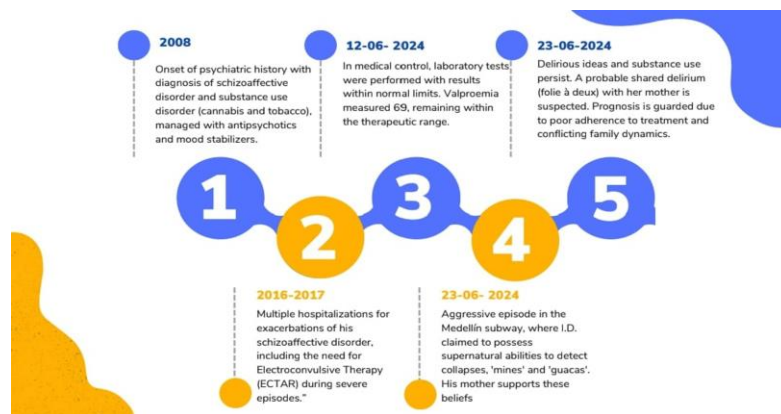 2008
Onset of psychiatric history with
diagnosis of schizoaffective
disorder and substance use
disorder (cannabis and tobacco),
managed with antipsychotics
and mood stabilizers.
12-06- 2024
In medical control, laboratory tests
were performed with results
within normal limits. Valproemia
measured 69, remaining within
the therapeutic range.
23-06-2024
Delirious ideas and substance use
persist. A probable shared delirium
(folie à deux) with her mother is
suspected. Prognosis is guarded due
to poor adherence to treatment and
conflicting family dynamics.
1
2
3
4
5
2016-2017
Multiple hospitalizations for
exacerbations of his
schizoaffective disorder,
including the need for
Electroconvulsive Therapy
(ECTAR) during severe
episodes.”
23-06- 2024
Aggressive episode in the
Medellín subway, where I.D.
claimed to possess
supernatural abilities to detect
collapses, 'mines' and 'guacas'.
His mother supports these
beliefs